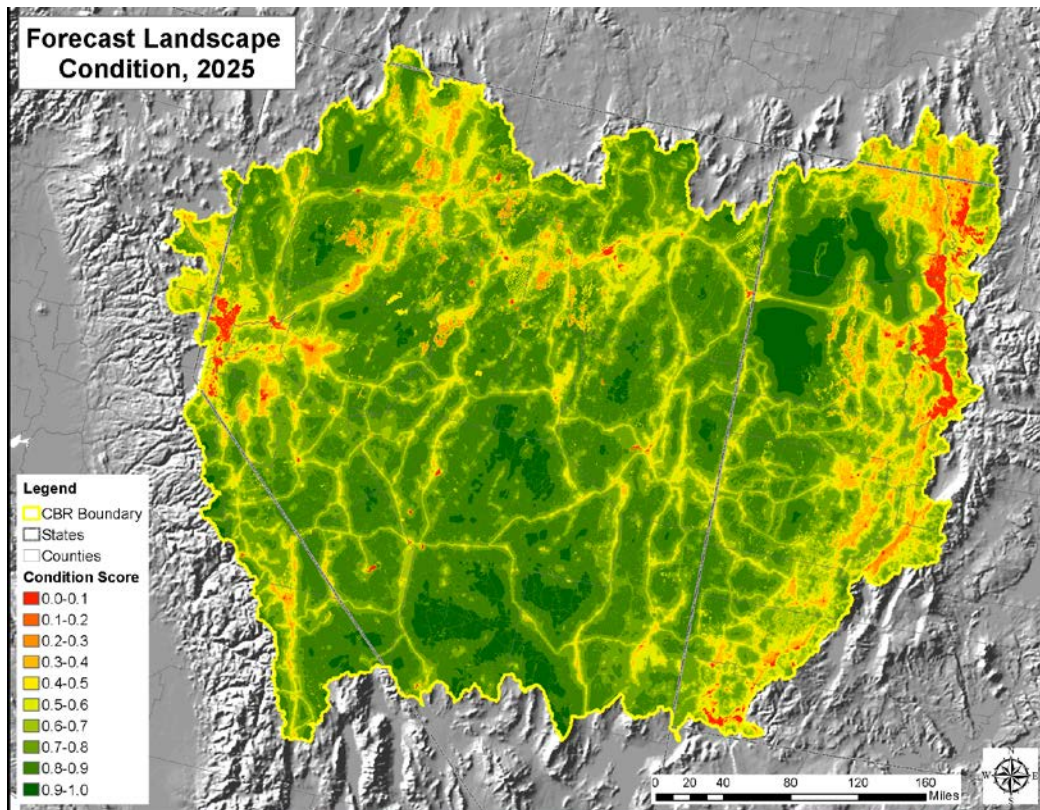 Forecast Landscape
Condition, 2025
Legend
CBR Boundary
States
Counties
Condition Score
0.0-0.1
0.1-0.2
0.2-0.3
0.3-0.4
0.4-0.5
0.5-0.6
0.6-0.7
0.7-0.8
0.8-0.9
0.9-1.0
0 10 20 40 80 120 160
Miles
N
W E
S